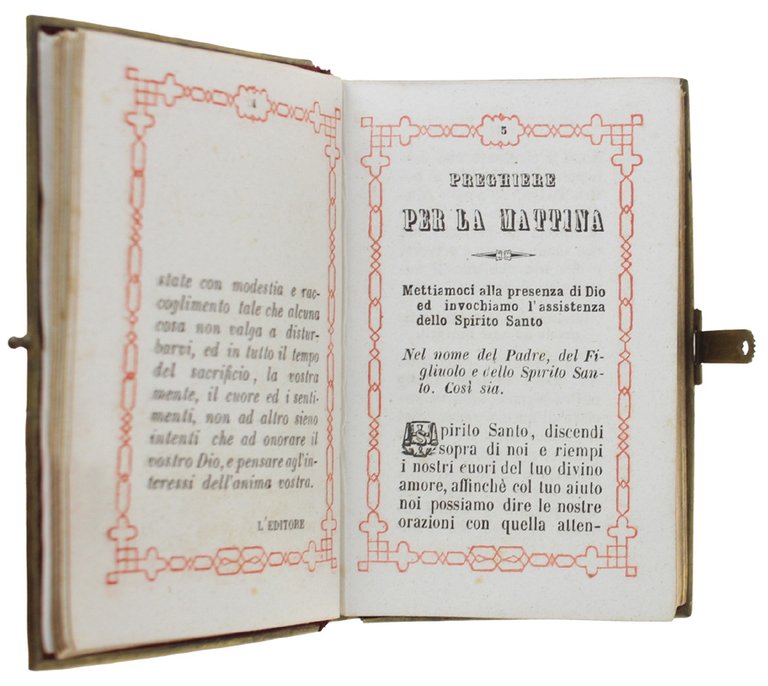 4
state con modestia e rac-
coglimento tale che alcuna
cosa non valga a distur-
barvi, ed in tutto il tempo
del sacrificio, la vostra
mente, il cuore ed i senti-
menti, non ad altro sieno
intenti che ad onorare il
vostro Dio, e pensare agl'in-
teressi dell'anima vostra.
L'EDITORE
5
PREGHIERE
PER LA MATTINA
Mettiamoci alla presenza di Dio
ed invochiamo l'assistenza
dello Spirito Santo
Nel nome del Padre, del Fi-
gliuolo e dello Spirito San-
to. Così sia.
Spirito Santo, discendi
sopra di noi e riempi
i nostri cuori del tuo divino
amore, affinchè col tuo aiuto
noi possiamo dire le nostre
orazioni con quella atten-